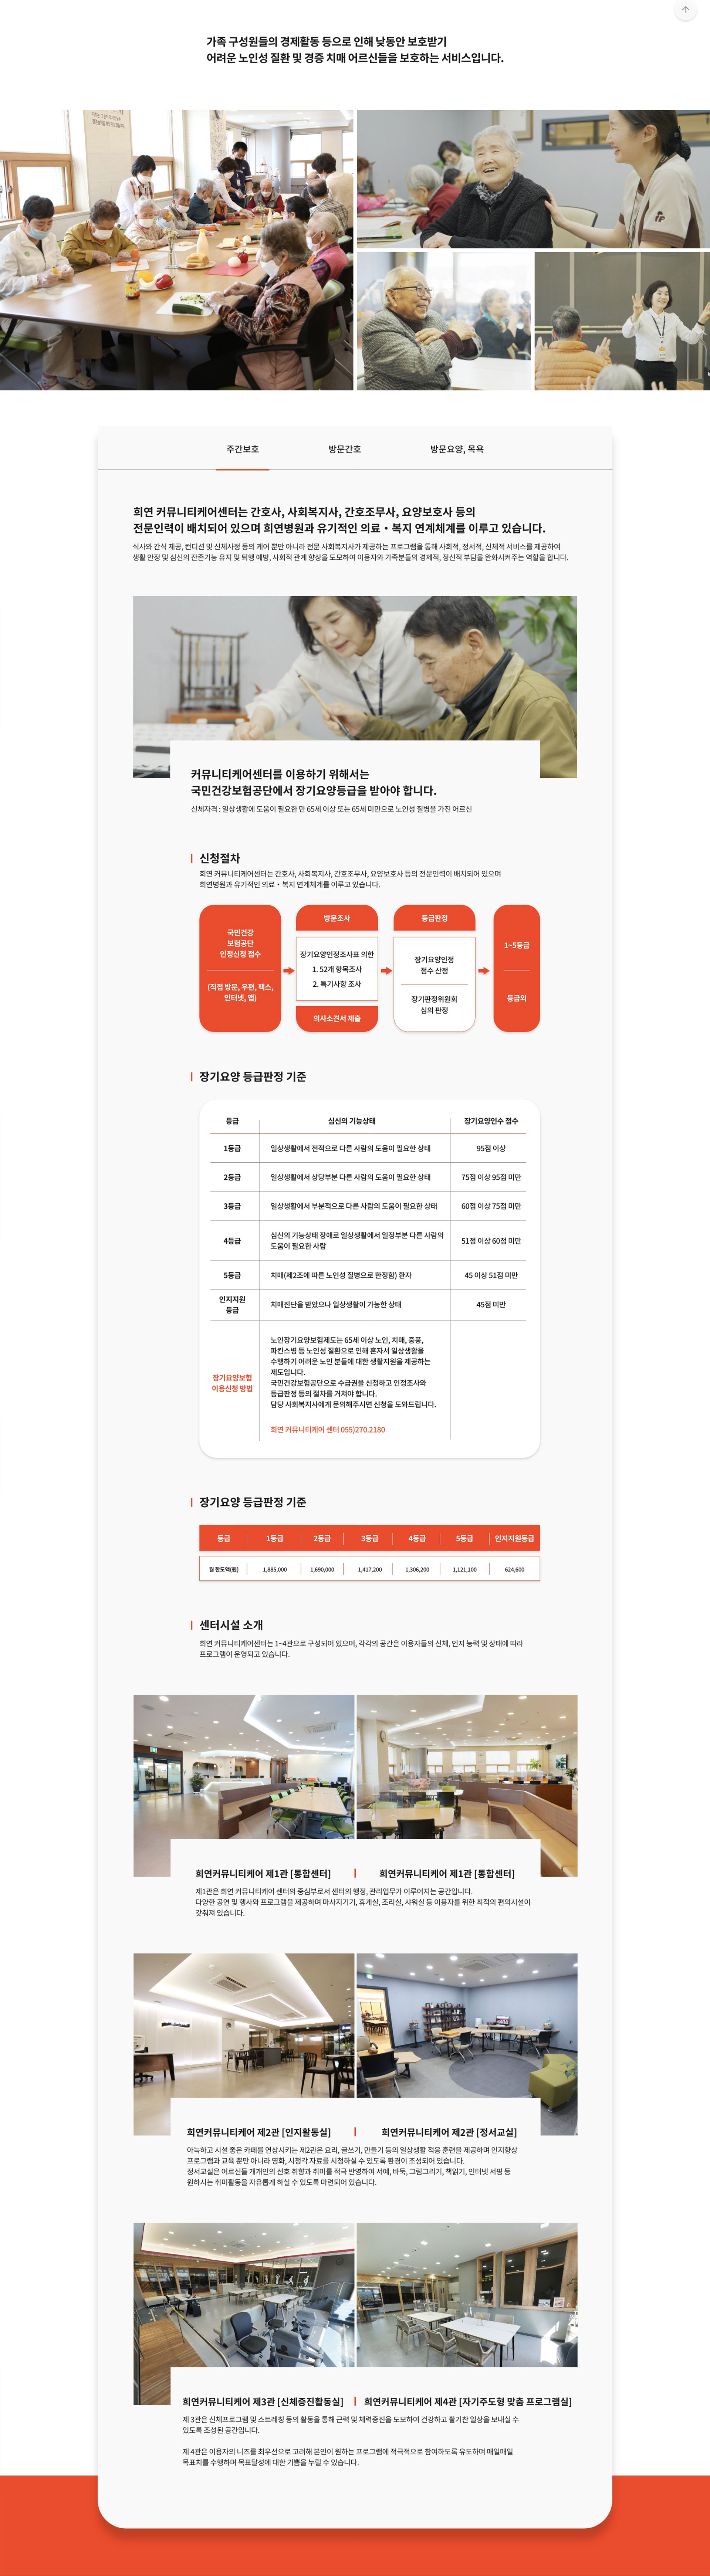 가족 구성원들의 경제활동 등으로 인해 낮동안 보호받기
어려운 노인성 질환 및 경증 치매 어르신들을 보호하는 서비스입니다.
주간보호
방문간호
방문요양, 목욕
희연 커뮤니티케어센터는 간호사, 사회복지사, 간호조무사, 요양보호사 등의
전문인력이 배치되어 있으며 희연병원과 유기적인 의료·복지 연계체계를 이루고 있습니다.
식사와 간식 제공, 컨디션 및 신체사정 등의 케어 뿐만 아니라 전문 사회복지사가 제공하는 프로그램을 통해 사회적, 정서적, 신체적 서비스를 제공하여
생활 안정 및 심신의 잔존기능 유지 및 퇴행 예방, 사회적 관계 향상을 도모하여 이용자와 가족분들의 경제적, 정신적 부담을 완화시켜주는 역할을 합니다.
커뮤니티케어센터를 이용하기 위해서는
국민건강보험공단에서 장기요양등급을 받아야 합니다.
신체자격 : 일상생활에 도움이 필요한 만 65세 이상 또는 65세 미만으로 노인성 질병을 가진 어르신
신청절차
희연 커뮤니티케어센터는 간호사, 사회복지사, 간호조무사, 요양보호사 등의 전문인력이 배치되어 있으며
희연병원과 유기적인 의료·복지 연계체계를 이루고 있습니다.
국민건강
보험공단
인정신청 접수
(직접 방문, 우편, 팩스,
인터넷, 앱)
방문조사
장기요양인정조사표 의한
1. 52개 항목조사
2. 특기사항 조사
의사소견서 제출
등급판정
장기요양인정
점수 산정
장기판정위원회
심의 판정
1~5등급
등급외
장기요양 등급판정 기준
등급 심신의 기능상태 장기요양인수 점수
1등급 일상생활에서 전적으로 다른 사람의 도움이 필요한 상태 95점 이상
2등급 일상생활에서 상당부분 다른 사람의 도움이 필요한 상태 75점 이상 95점 미만
3등급 일상생활에서 부분적으로 다른 사람의 도움이 필요한 상태 60점 이상 75점 미만
4등급 심신의 기능상태 장애로 일상생활에서 일정부분 다른 사람의
도움이 필요한 사람 51점 이상 60점 미만
5등급 치매(제2조에 따른 노인성 질병으로 한정함) 환자 45 이상 51점 미만
인지지원
등급 치매진단을 받았으나 일상생활이 가능한 상태 45점 미만
장기요양보험
이용신청 방법
노인장기요양보험제도는 65세 이상 노인, 치매, 중풍,
파킨스병 등 노인성 질환으로 인해 혼자서 일상생활을
수행하기 어려운 노인 분들에 대한 생활지원을 제공하는
제도입니다.
국민건강보험공단으로 수급권을 신청하고 인정조사와
등급판정 등의 절차를 거쳐야 합니다.
담당 사회복지사에게 문의해주시면 신청을 도와드립니다.
희연 커뮤니티케어 센터 055)270.2180
장기요양 등급판정 기준
등급 1등급 2등급 3등급 4등급 5등급 인지지원등급
월 한도액(원) 1,885,000 1,690,000 1,417,200 1,306,200 1,121,100 624,600
센터시설 소개
희연 커뮤니티케어센터는 1~4관으로 구성되어 있으며, 각각의 공간은 이용자들의 신체, 인지 능력 및 상태에 따라
프로그램이 운영되고 있습니다.
희연커뮤니티케어 제1관 [통합센터]
희연커뮤니티케어 제1관 [통합센터]
제1관은 희연 커뮤니티케어 센터의 중심부로서 센터의 행정, 관리업무가 이루어지는 공간입니다.
다양한 공연 및 행사와 프로그램을 제공하며 마사지기기, 휴게실, 조리실, 샤워실 등 이용자를 위한 최적의 편의시설이
갖춰져 있습니다.
희연커뮤니티케어 제2관 [인지활동실]
희연커뮤니티케어 제2관 [정서교실]
아늑하고 시설 좋은 카페를 연상시키는 제2관은 요리, 글쓰기, 만들기 등의 일상생활 적응 훈련을 제공하며 인지향상
프로그램과 교육 뿐만 아니라 영화, 시청각 자료를 시청하실 수 있도록 환경이 조성되어 있습니다.
정서교실은 어르신들 개개인의 선호 취향과 취미를 적극 반영하여 서예, 바둑, 그림그리기, 책읽기, 인터넷 서핑 등
원하시는 취미활동을 자유롭게 하실 수 있도록 마련되어 있습니다.
희연커뮤니티케어 제3관 [신체증진활동실]
희연커뮤니티케어 제4관 [자기주도형 맞춤 프로그램실]
제 3관은 신체프로그램 및 스트레칭 등의 활동을 통해 근력 및 체력증진을 도모하여 건강하고 활기찬 일상을 보내실 수
있도록 조성된 공간입니다.
제 4관은 이용자의 니즈를 최우선으로 고려해 본인이 원하는 프로그램에 적극적으로 참여하도록 유도하며 매일매일
목표치를 수행하며 목표달성에 대한 기쁨을 누릴 수 있습니다.